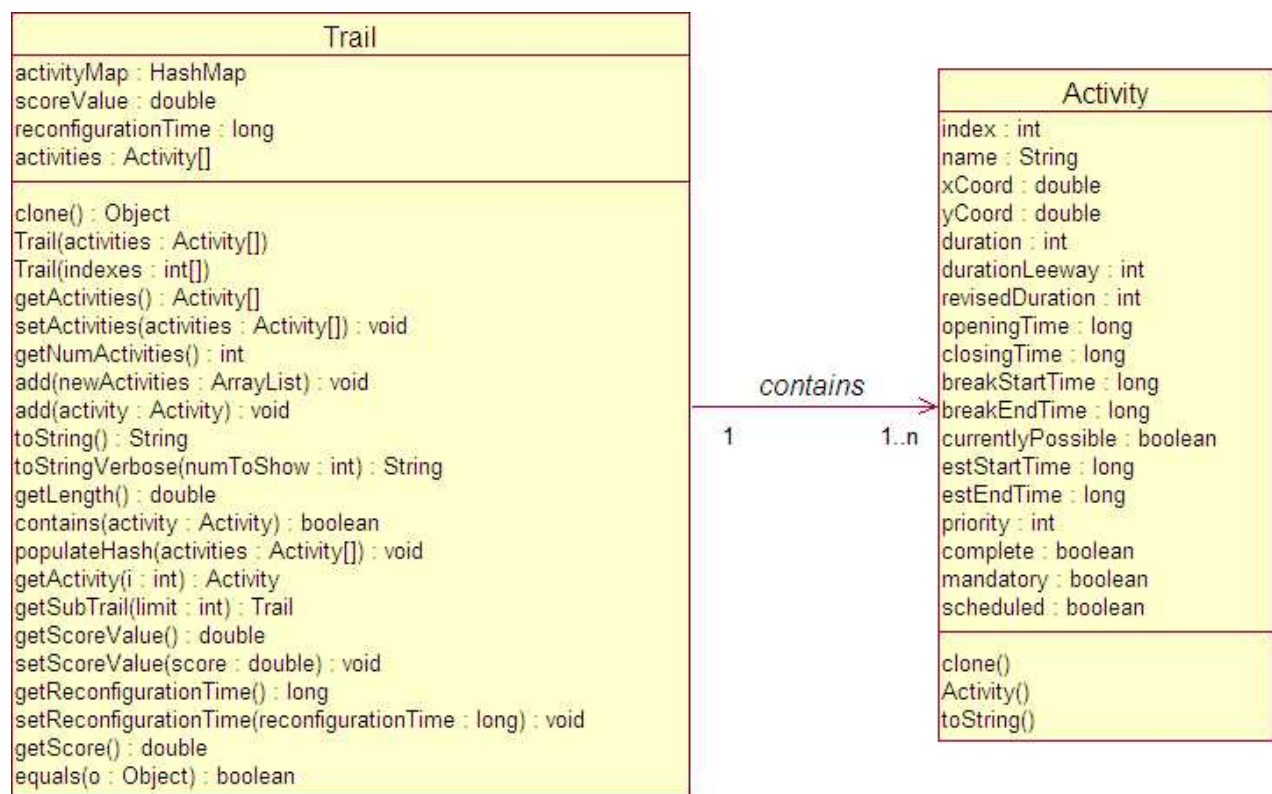 Trail
activityMap : HashMap
scoreValue : double
reconfigurationTime : long
activities : Activity[]
clone() : Object
Trail(activities : Activity[])
Trail(indexes : int[])
getActivities() : Activity[]
setActivities(activities : Activity[]) : void
getNumActivities() : int
add(newActivities : ArrayList) : void
add(activity : Activity) : void
toString() : String
toStringVerbose(numToShow : int) : String
getLength() : double
contains(activity : Activity) : boolean
populateHash(activities : Activity[]) : void
getActivity(i : int) : Activity
getSubTrail(limit : int) : Trail
getScoreValue() : double
setScoreValue(score : double) : void
getReconfigurationTime() : long
setReconfigurationTime(reconfigurationTime : long) : void
getScore() : double
equals(o : Object) : boolean
contains
1 1..n
Activity
index : int
name : String
xCoord : double
yCoord : double
duration : int
durationLeeway : int
revisedDuration : int
openingTime : long
closingTime : long
breakStartTime : long
breakEndTime : long
currentlyPossible : boolean
estStartTime : long
estEndTime : long
priority : int
complete : boolean
mandatory : boolean
scheduled : boolean
clone()
Activity()
toString()